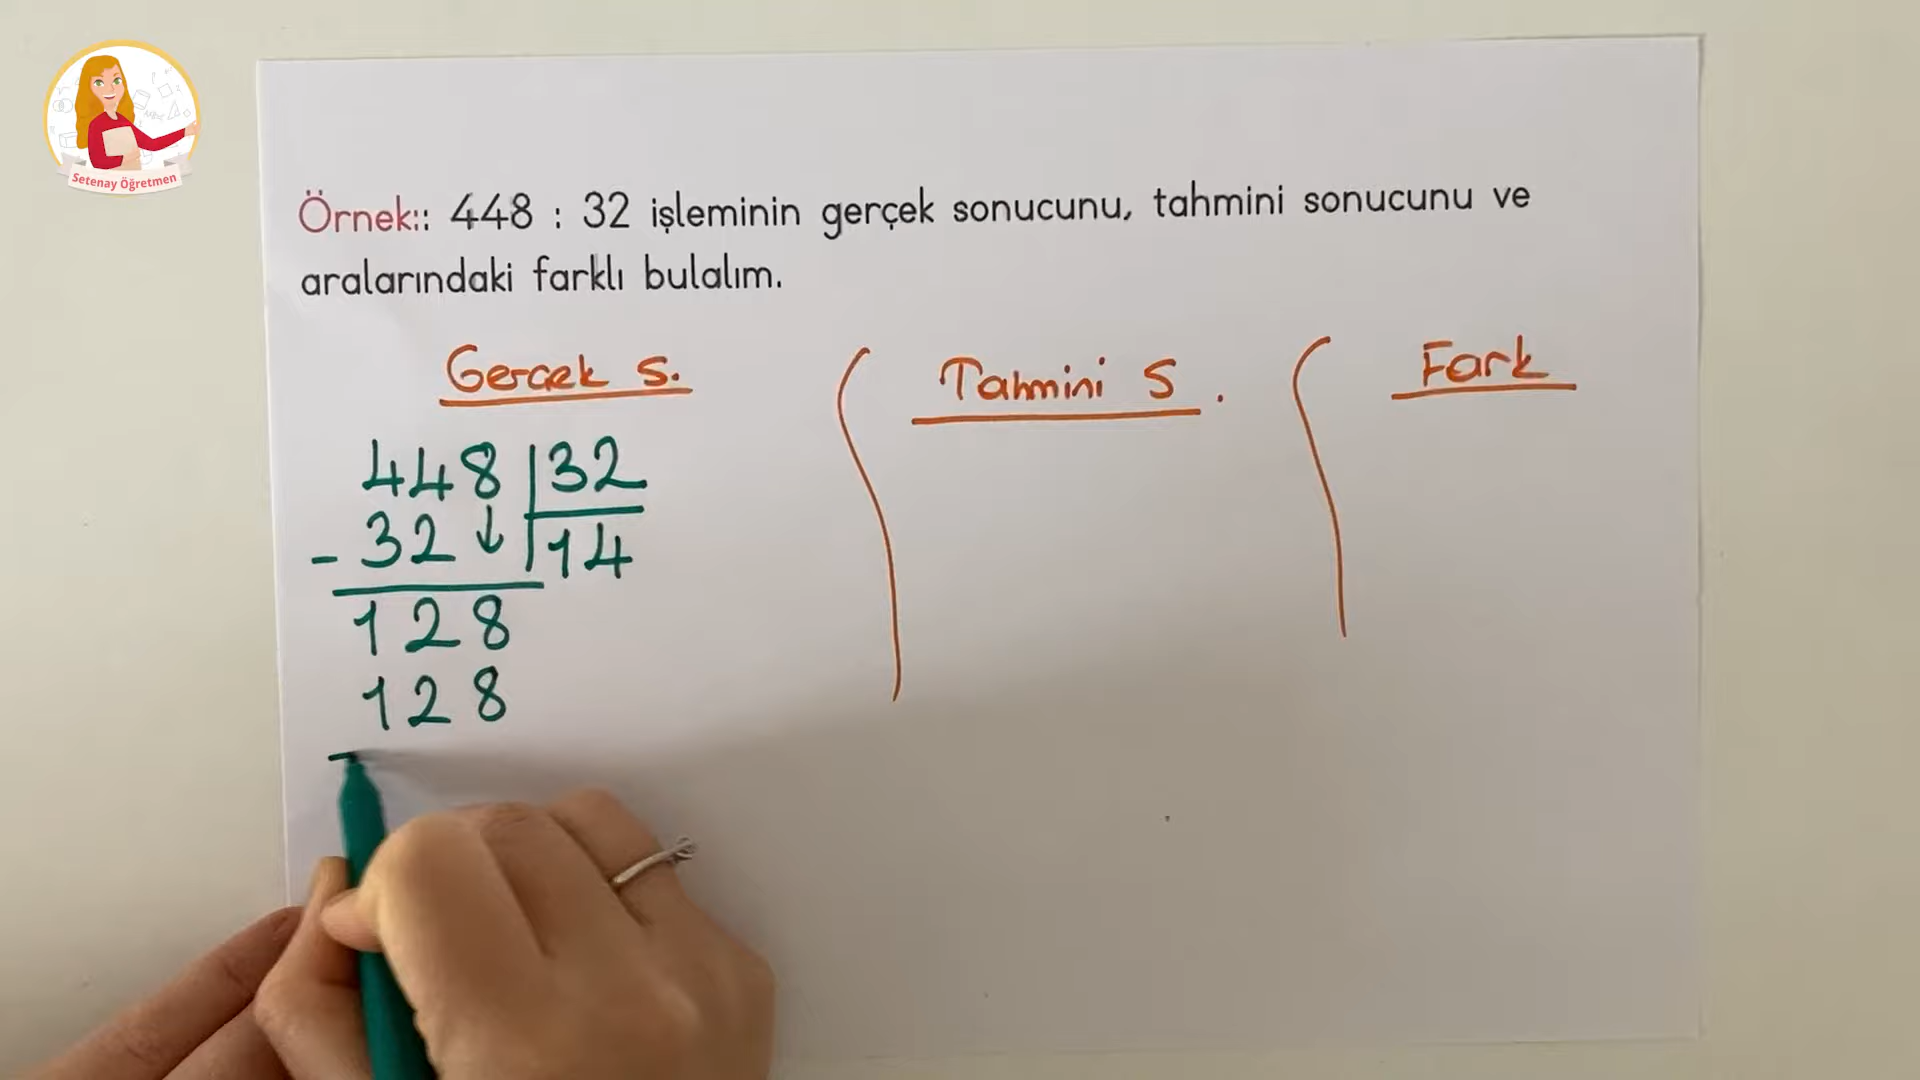 Setenay Öğretmen
Örnek:: 448 : 32 işleminin gerçek sonucunu, tahmini sonucunu ve
aralarındaki farklı bulalım.
Gerçek S.
Tahmini S.
Fark
448 32
- 32 ↓ 14
128
128